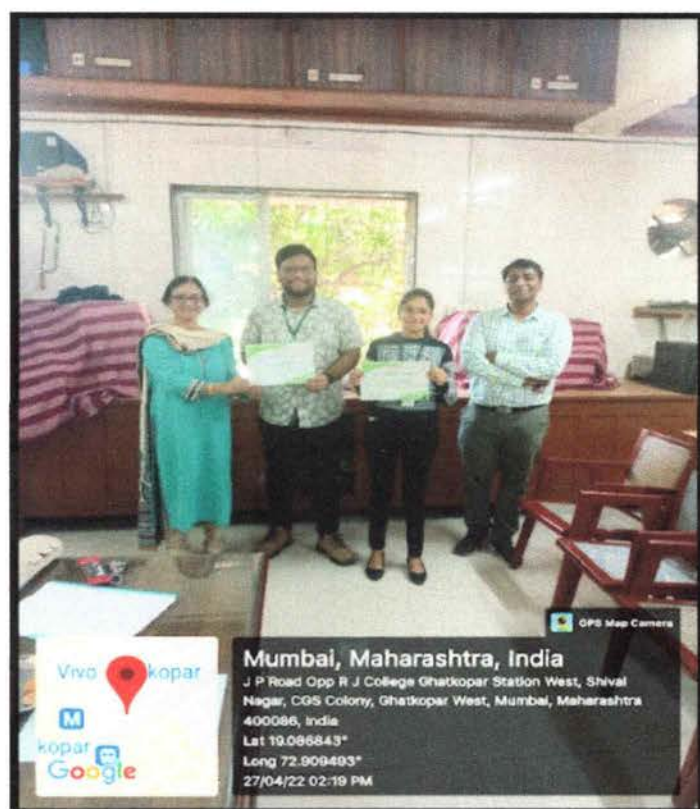 GPS Map Camera
Vivo kopar
M
kopar
Google
Mumbai, Maharashtra, India
J P Road Opp R J College Ghatkopar Station West, Shivai
Nagar, CGS Colony, Ghatkopar West, Mumbai, Maharashtra
400086, India
Lat 19.086843°
Long 72.909493°
27/04/22 02:19 PM